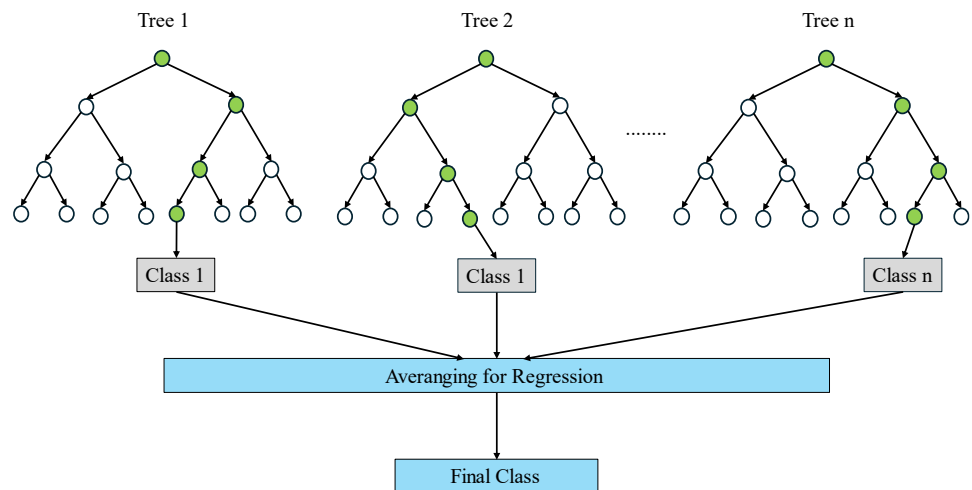 Tree 1
Tree 2
Tree n
........
Class 1
Class 1
Class n
Averanging for Regression
Final Class